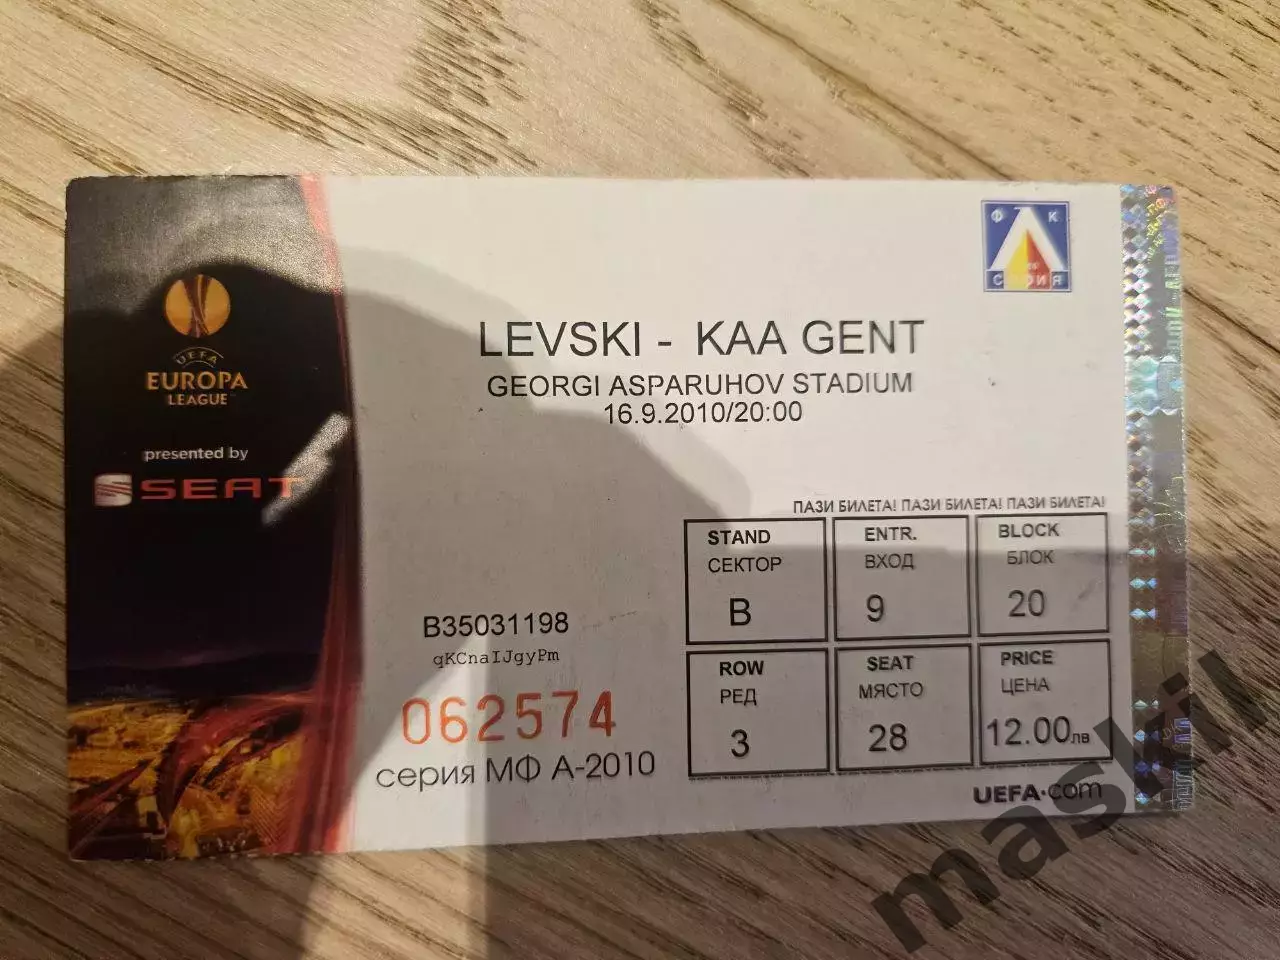 Ф К
СОФИЯ
LEVSKI - KAA GENT
GEORGI ASPARUHOV STADIUM
16.9.2010/20:00
UEFA
EUROPA
LEAGUE
presented by
SEAT
ПАЗИ БИЛЕТА! ПАЗИ БИЛЕТА! ПАЗИ БИЛЕТА!
STAND ENTR. BLOCK
СЕКТОР ВХОД БЛОК
B 9 20
ROW SEAT PRICE
РЕД МЯСТО ЦЕНА
3 28 12.00лв
B35031198
qKCnaIJgyPm
062574
серия МФ А-2010
UEFA.com
maskil